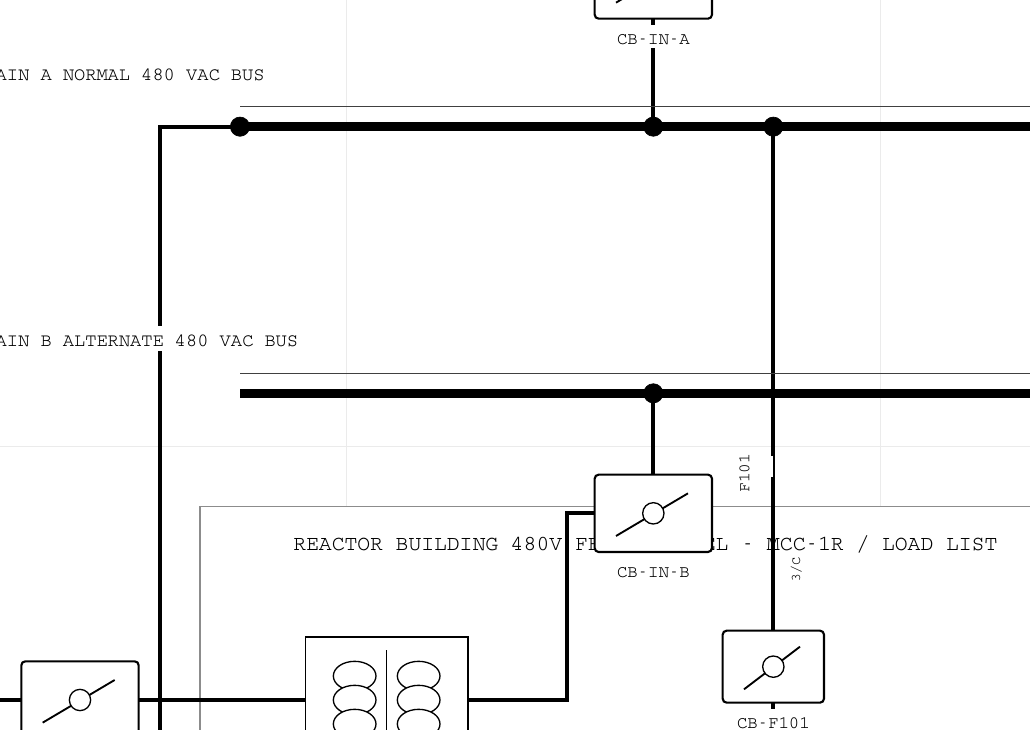 CB-IN-A
AIN A NORMAL 480 VAC BUS
AIN B ALTERNATE 480 VAC BUS
F101
REACTOR BUILDING 480V - MCC-1R / LOAD LIST
3/C
CB-IN-B
CB-F101